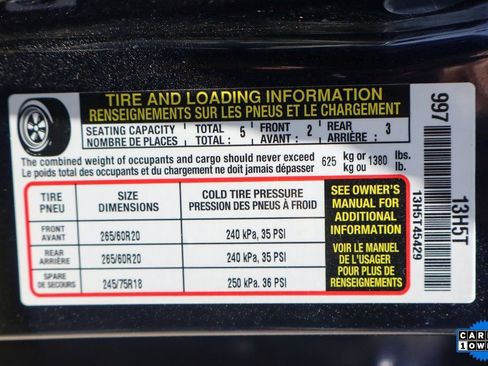 TIRE AND LOADING INFORMATION
RENSEIGNEMENTS SUR LES PNEUS ET LE CHARGEMENT
SEATING CAPACITY TOTAL : 5 FRONT : 2 REAR : 3
NOMBRE DE PLACES TOTAL : 5 AVANT : 2 ARRIÈRE : 3
The combined weight of occupants and cargo should never exceed 625 kg or 1380 lbs.
Le poids total des occupants et du chargement ne doit jamais dépasser kg ou lb.
TIRE
PNEU
SIZE
DIMENSIONS
COLD TIRE PRESSURE
PRESSION DES PNEUS À FROID
FRONT
AVANT
265/60R20
240 kPa, 35 PSI
REAR
ARRIÈRE
265/60R20
240 kPa, 35 PSI
SPARE
DE SECOURS
245/75R18
250 kPa, 36 PSI
SEE OWNER'S
MANUAL FOR
ADDITIONAL
INFORMATION
VOIR LE MANUEL
DE L'USAGER
POUR PLUS DE
RENSEIGNEMENTS
997
13H5T45429
13H5T